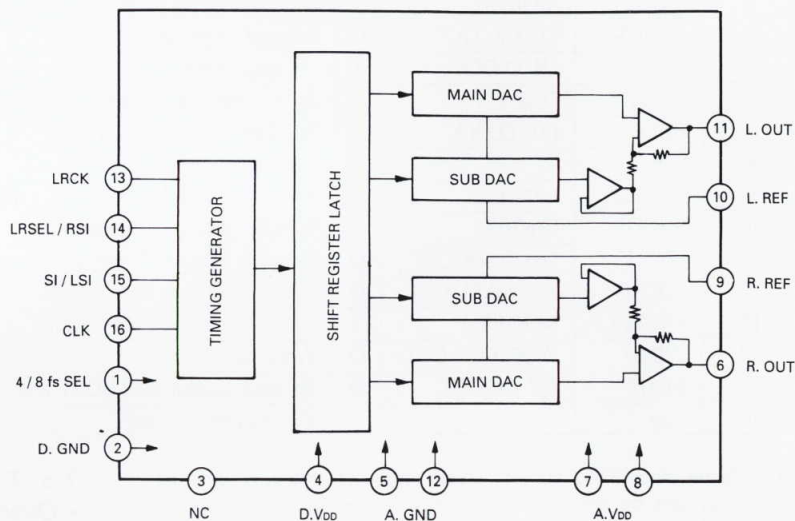 MAIN DAC
11 L. OUT
LRCK 13
SUB DAC
10 L. REF
LRSEL / RSI 14
TIMING GENERATOR
SHIFT REGISTER LATCH
SI / LSI 15
SUB DAC
9 R. REF
CLK 16
4 / 8 fs SEL 1
MAIN DAC
6 R. OUT
D. GND 2
3 4 5 12 7 8
NC D.VDD A. GND A.VDD